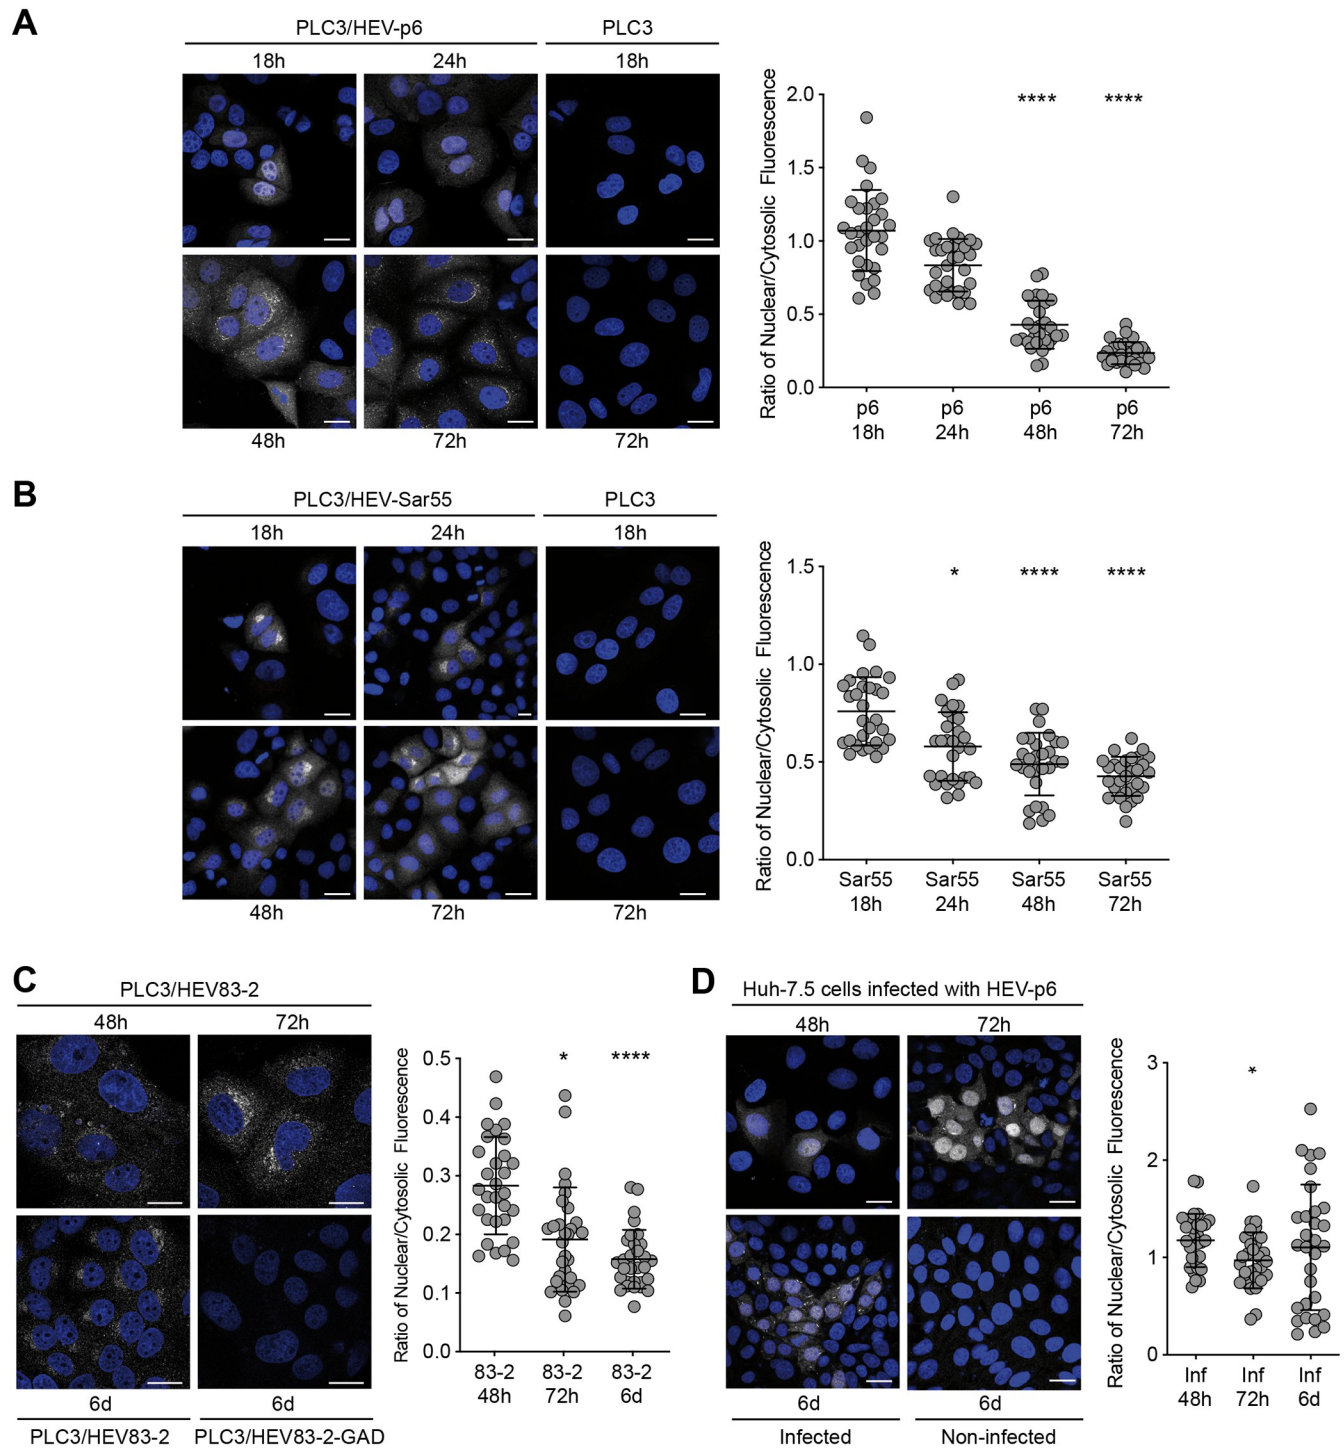 A
PLC3/HEV-p6
PLC3
18h
24h
18h
48h
72h
72h
Ratio of Nuclear/Cytosolic Fluorescence
2.0
1.5
1.0
0.5
0.0
**** ****
p6 p6 p6 p6
18h 24h 48h 72h
B
PLC3/HEV-Sar55
PLC3
18h
24h
18h
48h
72h
72h
Ratio of Nuclear/Cytosolic Fluorescence
1.5
1.0
0.5
0.0
* **** ****
Sar55 Sar55 Sar55 Sar55
18h 24h 48h 72h
C
PLC3/HEV83-2
48h
72h
6d
6d
PLC3/HEV83-2
PLC3/HEV83-2-GAD
Ratio of Nuclear/Cytosolic Fluorescence
0.5
0.4
0.3
0.2
0.1
0.0
* ****
83-2 83-2 83-2
48h 72h 6d
D
Huh-7.5 cells infected with HEV-p6
48h
72h
6d
6d
Infected
Non-infected
Ratio of Nuclear/Cytosolic Fluorescence
3
2
1
0
*
Inf Inf Inf
48h 72h 6d